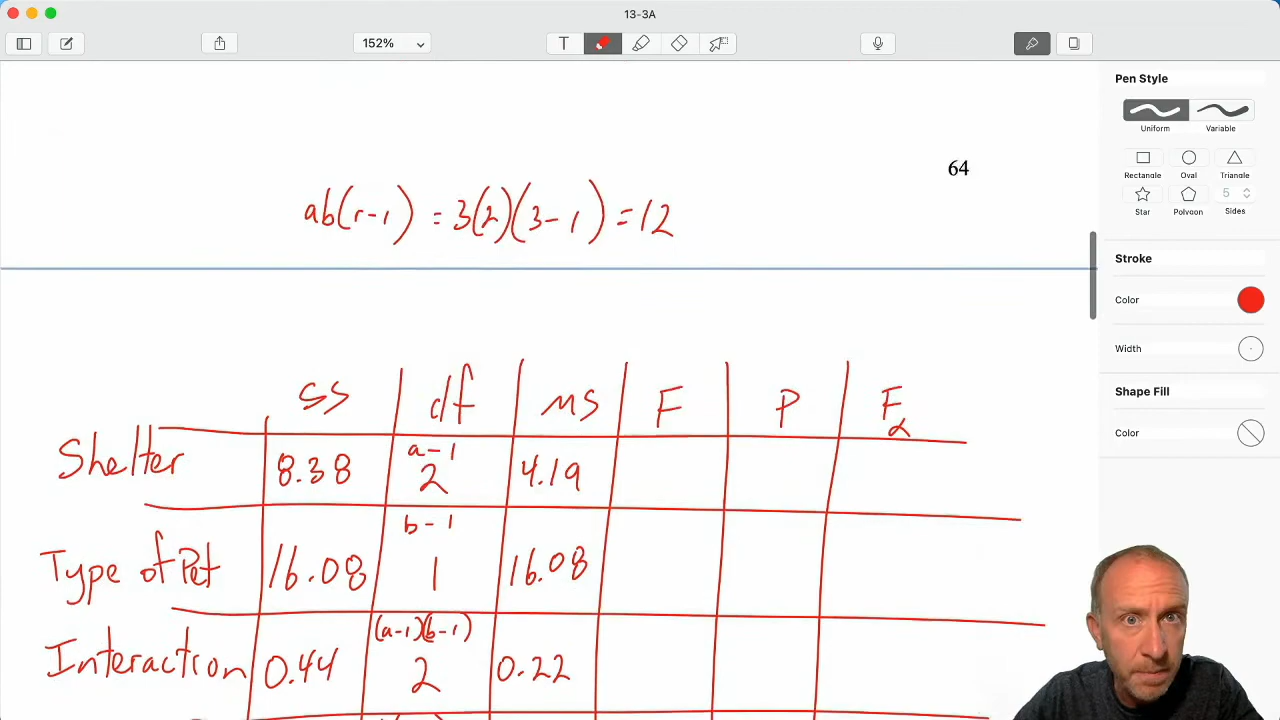 13-3A
152%
T
Pen Style
Uniform Variable
Rectangle Oval Triangle
Star Polygon Sides
5
Stroke
Color
Width
Shape Fill
Color
64
ab(r-1) = 3(2)(3-1) = 12
SS df MS F P Fα
Shelter 8.38 a-1 2 4.19
Type of Pet 16.08 b-1 1 16.08
Interaction 0.44 (a-1)(b-1) 2 0.22